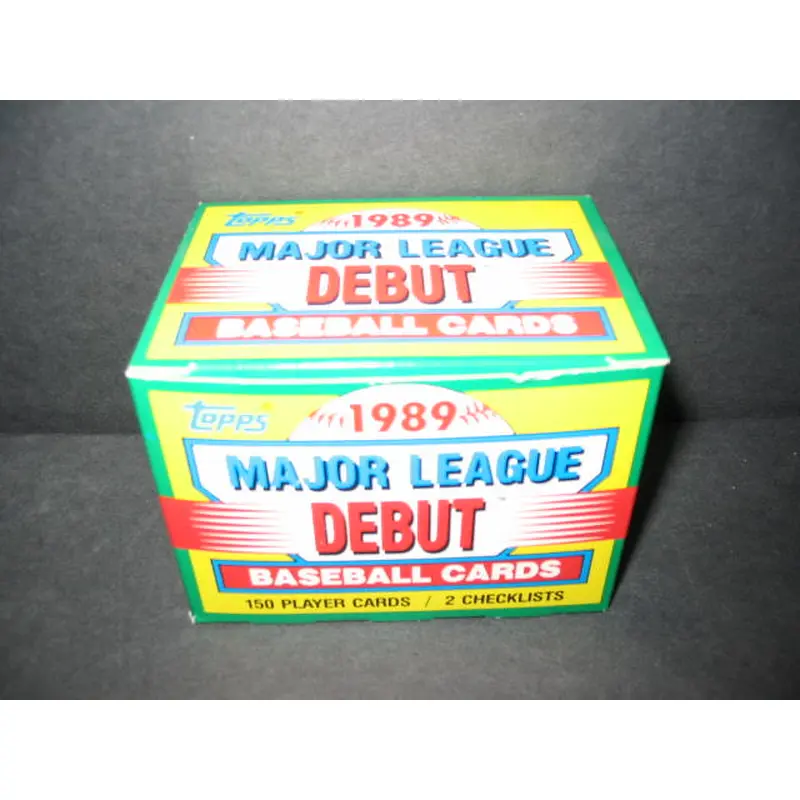 topps
1989
MAJOR LEAGUE
DEBUT
BASEBALL CARDS
topps
1989
MAJOR LEAGUE
DEBUT
BASEBALL CARDS
150 PLAYER CARDS / 2 CHECKLISTS